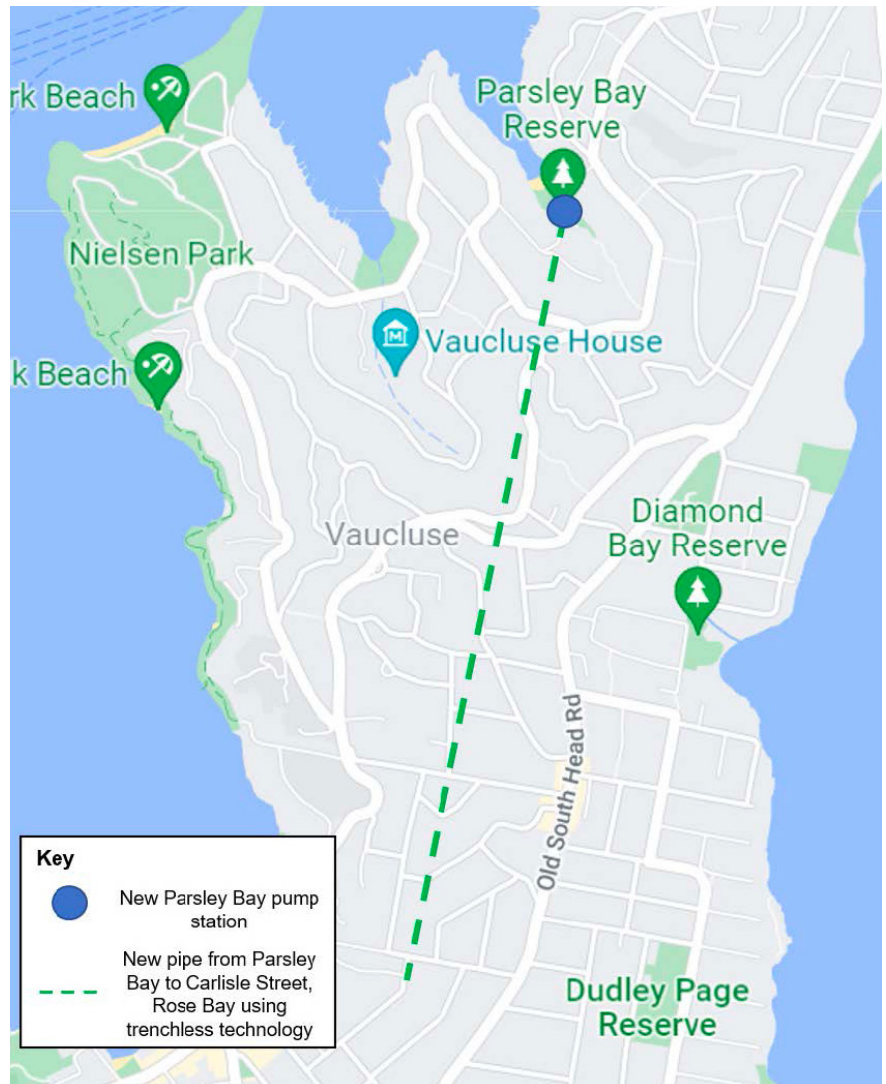 rk Beach
Parsley Bay
Reserve
Nielsen Park
Vaucluse House
k Beach
Vaucluse
Diamond
Bay Reserve
Old South Head Rd
Dudley Page
Reserve
Key
New Parsley Bay pump
station
New pipe from Parsley
Bay to Carlisle Street,
Rose Bay using
trenchless technology